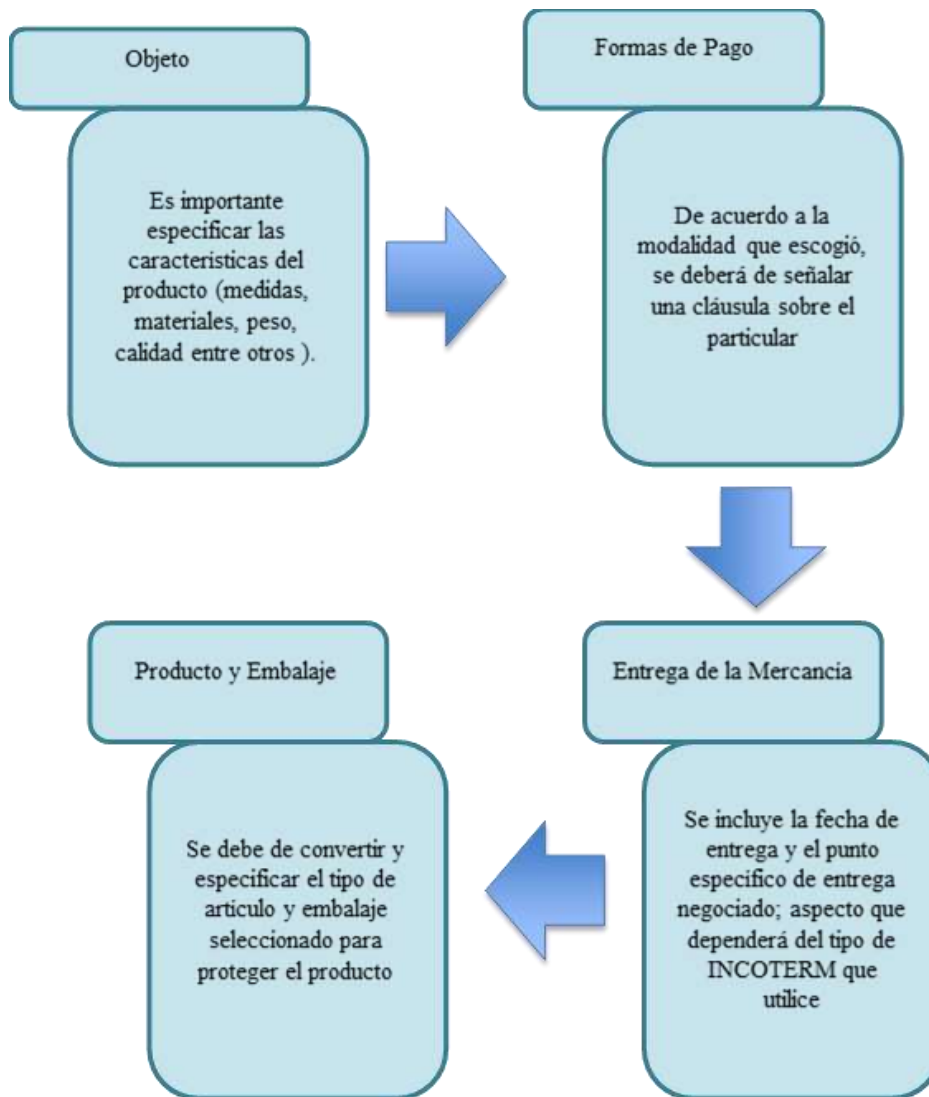 Objeto
Es importante
especificar las
caracteristicas del
producto (medidas,
materiales, peso,
calidad entre otros ).
Formas de Pago
De acuerdo a la
modalidad que escogió,
se deberá de señalar
una cláusula sobre el
particular
Entrega de la Mercancia
Se incluye la fecha de
entrega y el punto
especifico de entrega
negociado; aspecto que
dependerá del tipo de
INCOTERM que
utilice
Producto y Embalaje
Se debe de convertir y
especificar el tipo de
articulo y embalaje
seleccionado para
proteger el producto